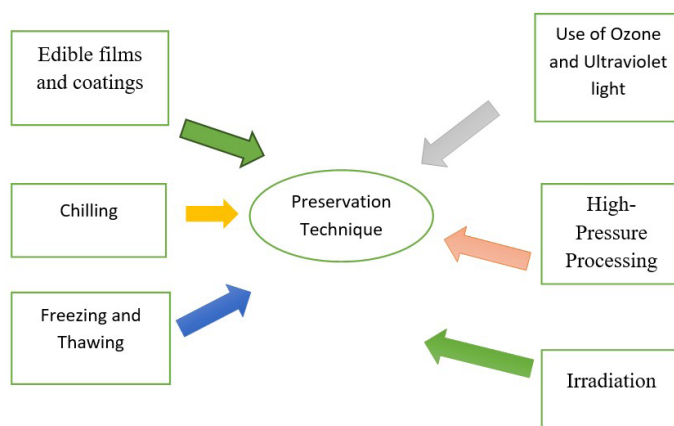 Edible films
and coatings
Use of Ozone
and Ultraviolet
light
Chilling
Preservation
Technique
High-
Pressure
Processing
Freezing and
Thawing
Irradiation